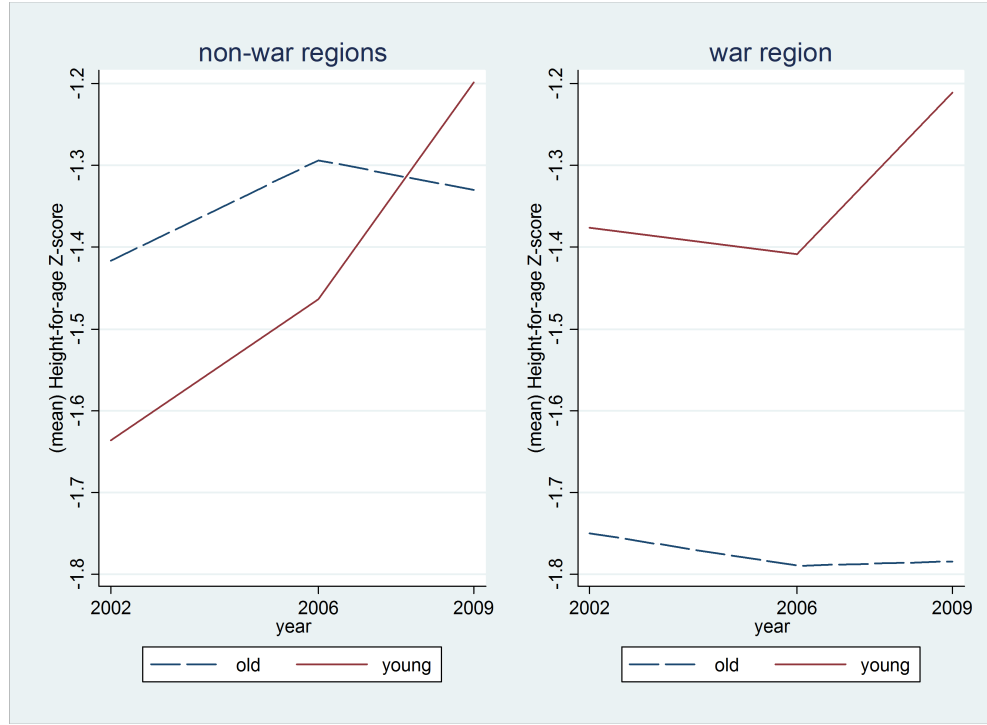 non-war regions
(mean) Height-for-age Z-score
-1.2
-1.3
-1.4
-1.5
-1.6
-1.7
-1.8
2002 2006 2009
year
old young
war region
(mean) Height-for-age Z-score
-1.2
-1.3
-1.4
-1.5
-1.6
-1.7
-1.8
2002 2006 2009
year
old young